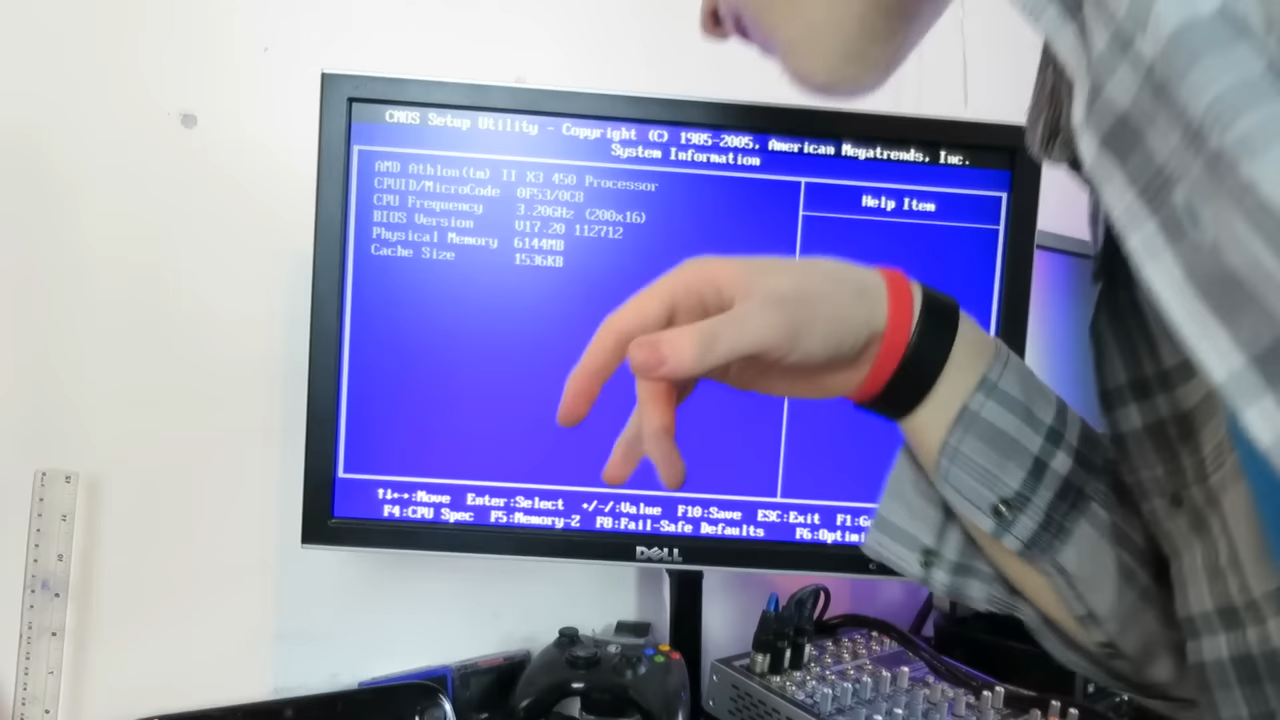 CMOS Setup Utility - Copyright (C) 1985-2005, American Megatrends, Inc.
System Information
AMD Athlon(tm) II X3 450 Processor
CPUID/MicroCode 0F53/0C8
CPU Frequency 3.20GHz (200x16)
BIOS Version V17.20 112712
Physical Memory 6144MB
Cache Size 1536KB
Help Item
↑↓←→:Move Enter:Select +/-/:Value F10:Save ESC:Exit
F4:CPU Spec F5:Memory-Z F8:Fail-Safe Defaults
DELL